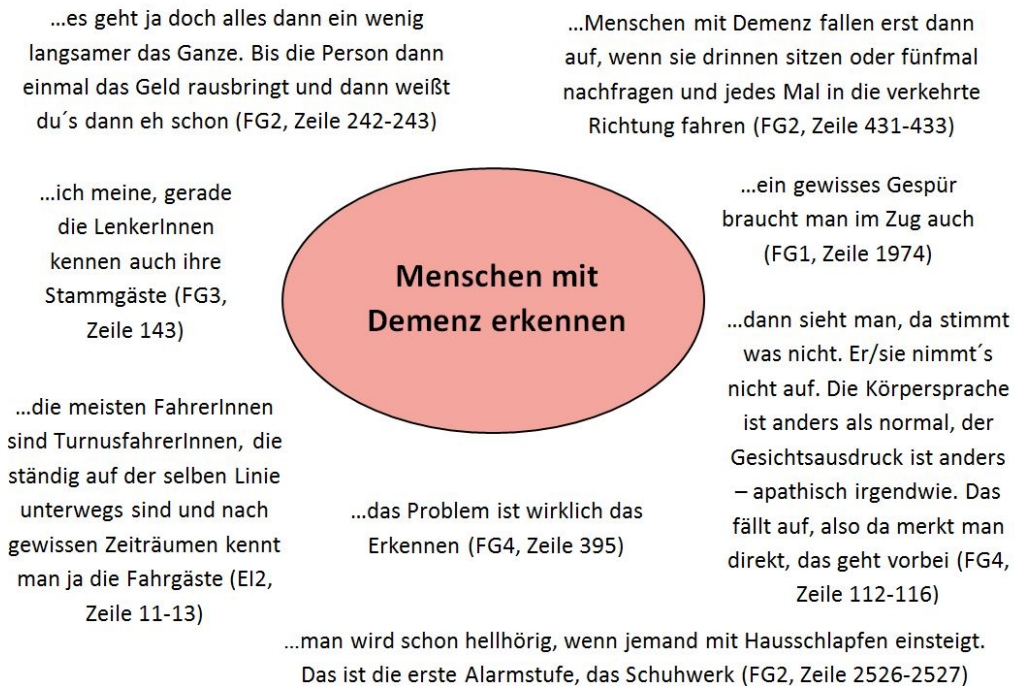 ...es geht ja doch alles dann ein wenig
langsamer das Ganze. Bis die Person dann
einmal das Geld rausbringt und dann weißt
du´s dann eh schon (FG2, Zeile 242-243)
...Menschen mit Demenz fallen erst dann
auf, wenn sie drinnen sitzen oder fünfmal
nachfragen und jedes Mal in die verkehrte
Richtung fahren (FG2, Zeile 431-433)
...ich meine, gerade
die LenkerInnen
kennen auch ihre
Stammgäste (FG3,
Zeile 143)
Menschen mit
Demenz erkennen
...ein gewisses Gespür
braucht man im Zug auch
(FG1, Zeile 1974)
...dann sieht man, da stimmt
was nicht. Er/sie nimmt´s
nicht auf. Die Körpersprache
ist anders als normal, der
Gesichtsausdruck ist anders
– apathisch irgendwie. Das
fällt auf, also da merkt man
direkt, das geht vorbei (FG4,
Zeile 112-116)
...die meisten FahrerInnen
sind TurnusfahrerInnen, die
ständig auf der selben Linie
unterwegs sind und nach
gewissen Zeiträumen kennt
man ja die Fahrgäste (EI2,
Zeile 11-13)
...das Problem ist wirklich das
Erkennen (FG4, Zeile 395)
...man wird schon hellhörig, wenn jemand mit Hausschlapfen einsteigt.
Das ist die erste Alarmstufe, das Schuhwerk (FG2, Zeile 2526-2527)